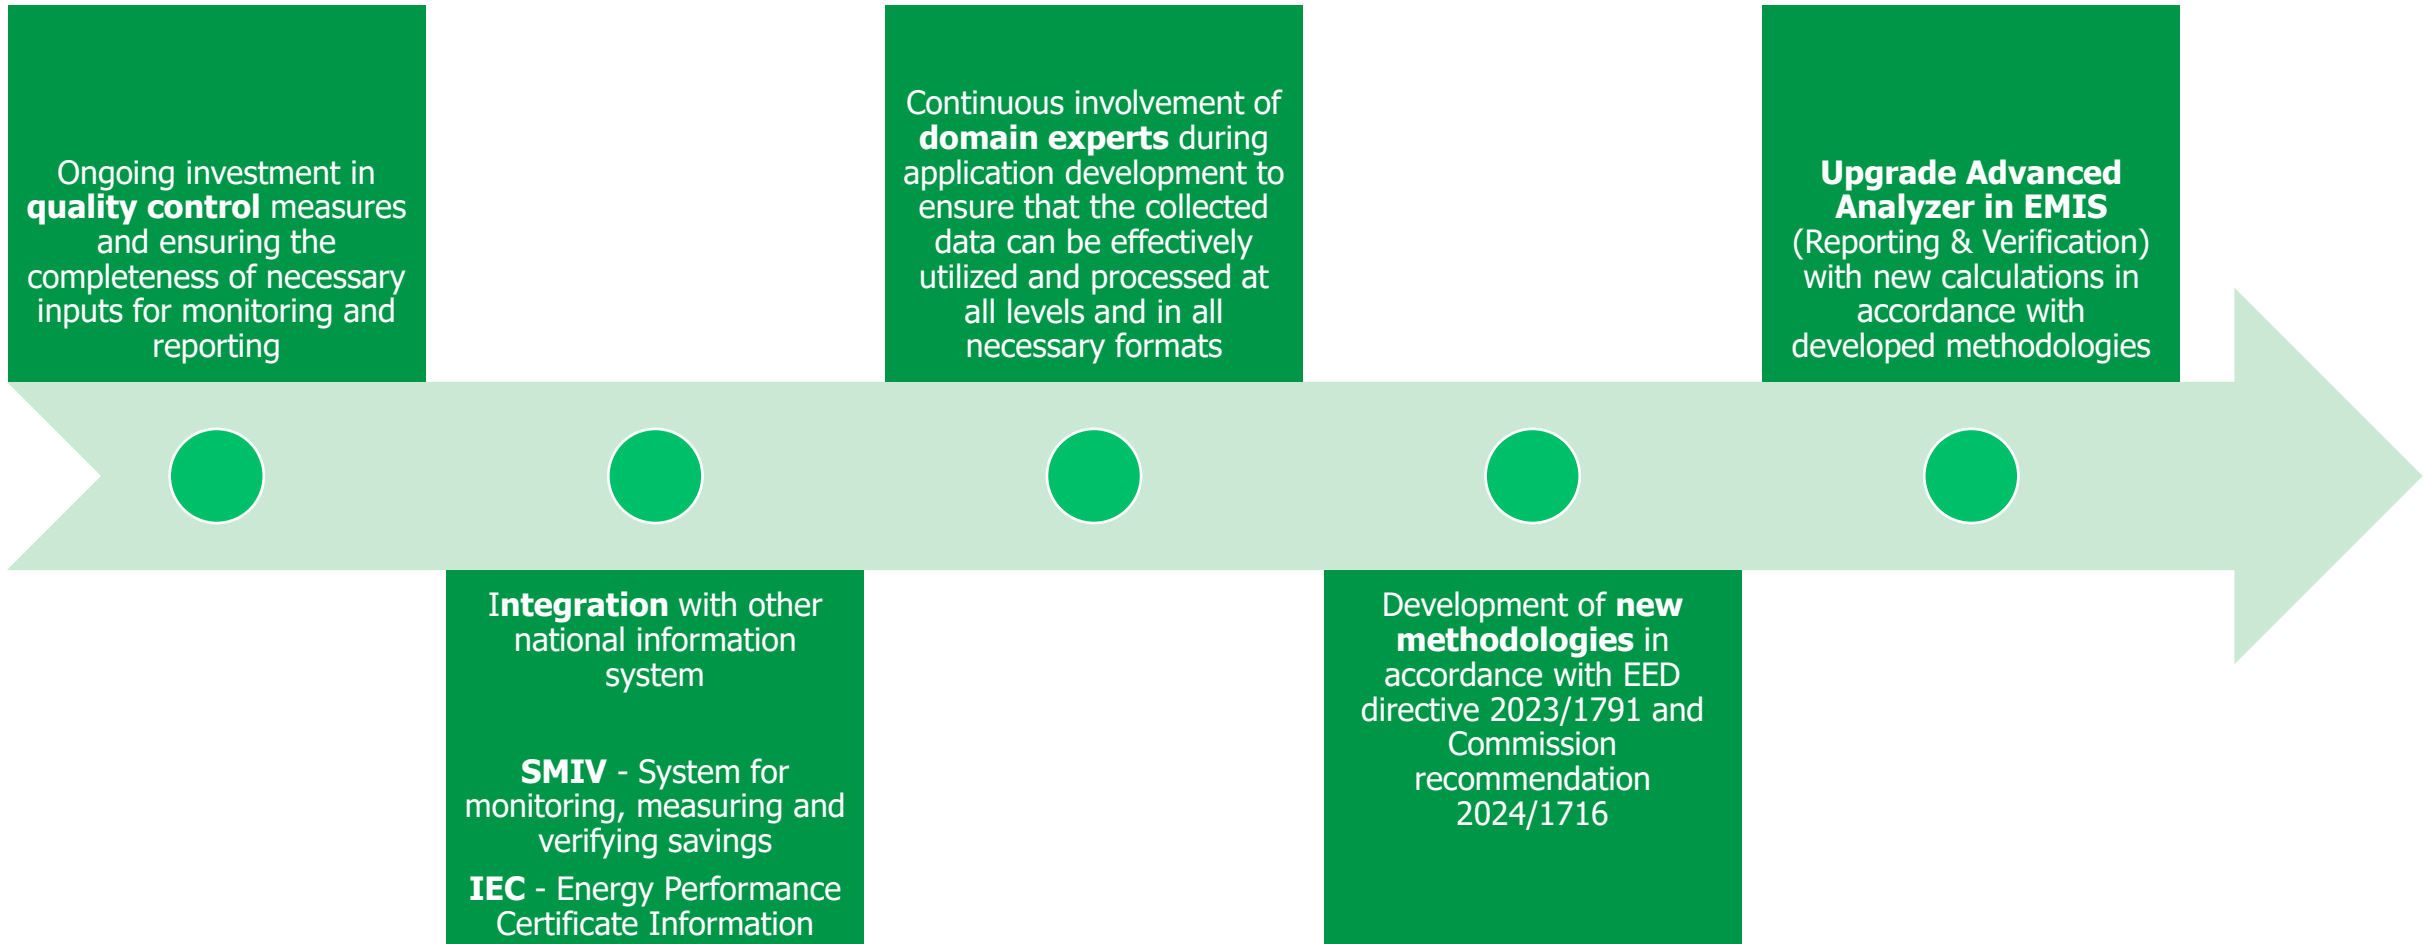 Ongoing investment in
quality control measures
and ensuring the
completeness of necessary
inputs for monitoring and
reporting
Integration with other
national information
system
SMIV - System for
monitoring, measuring and
verifying savings
IEC - Energy Performance
Certificate Information
Continuous involvement of
domain experts during
application development to
ensure that the collected
data can be effectively
utilized and processed at
all levels and in all
necessary formats
Development of new
methodologies in
accordance with EED
directive 2023/1791 and
Commission
recommendation
2024/1716
Upgrade Advanced
Analyzer in EMIS
(Reporting & Verification)
with new calculations in
accordance with
developed methodologies